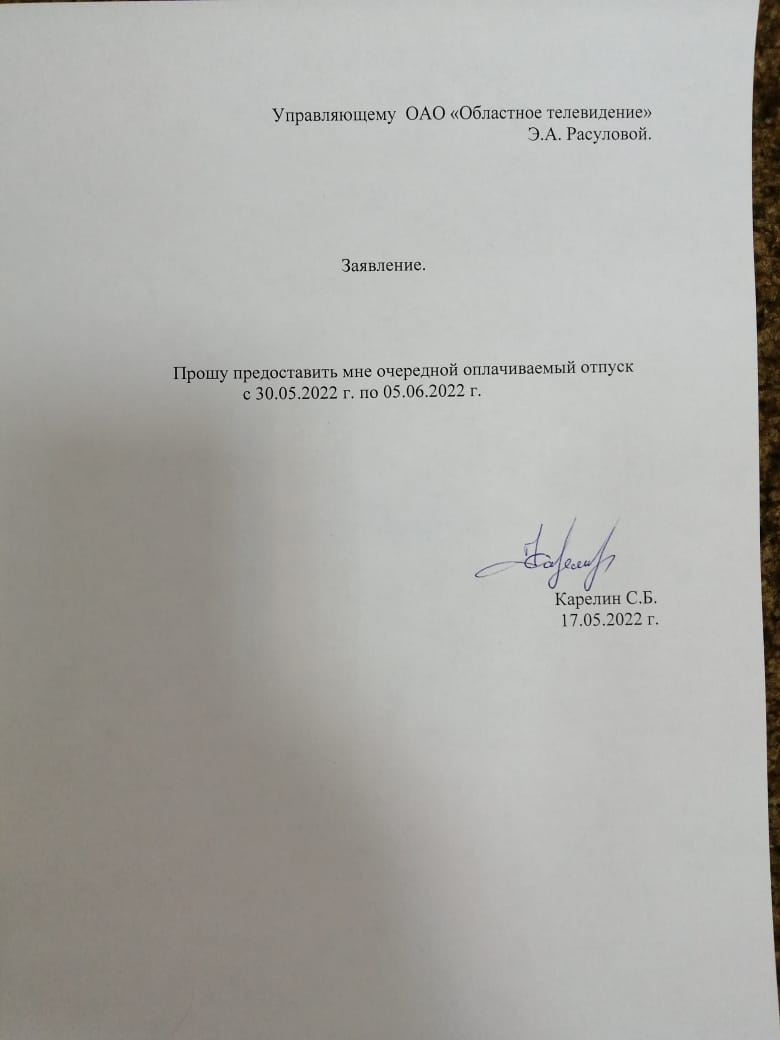 Управляющему ОАО «Областное телевидение»
Э.А. Расуловой.
Заявление.
Прошу предоставить мне очередной оплачиваемый отпуск
с 30.05.2022 г. по 05.06.2022 г.
Карелин
Карелин С.Б.
17.05.2022 г.